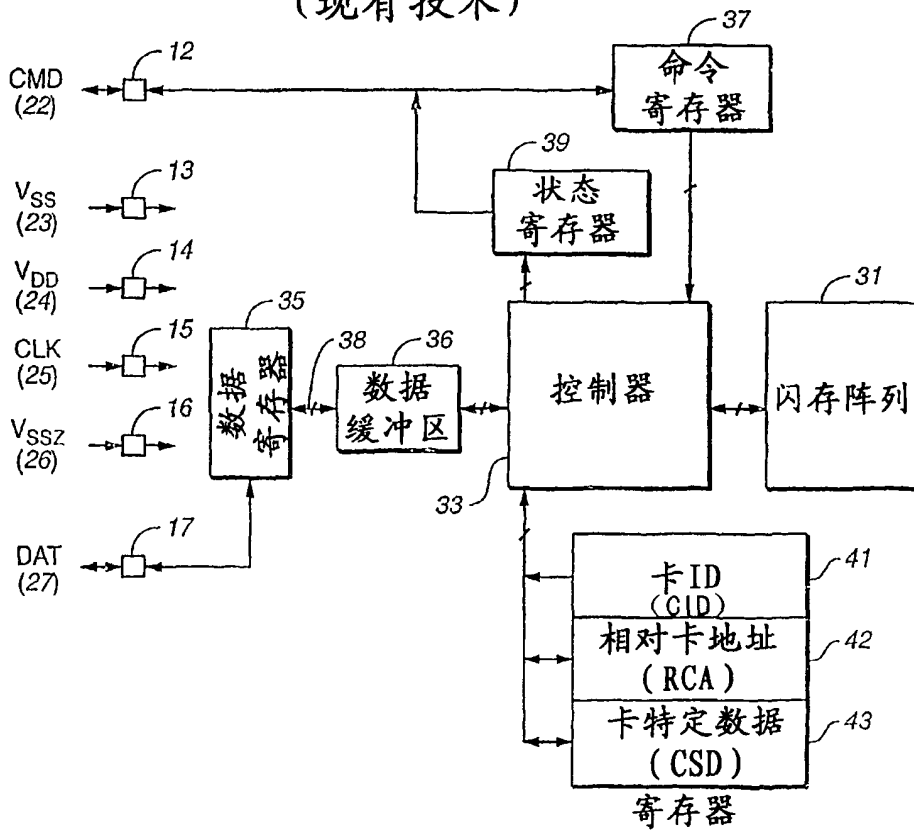 (现有技术)
37
12
CMD
(22)
命令
寄存器
39
13
VSS
(23)
状态
寄存器
14
VDD
(24)
35
31
15
CLK
(25)
38
36
数据
寄存器
数据
缓冲区
控制器
闪存阵列
16
VSSZ
(26)
33
17
DAT
(27)
卡ID
(CID)
41
相对卡地址
(RCA)
42
卡特定数据
(CSD)
43
寄存器